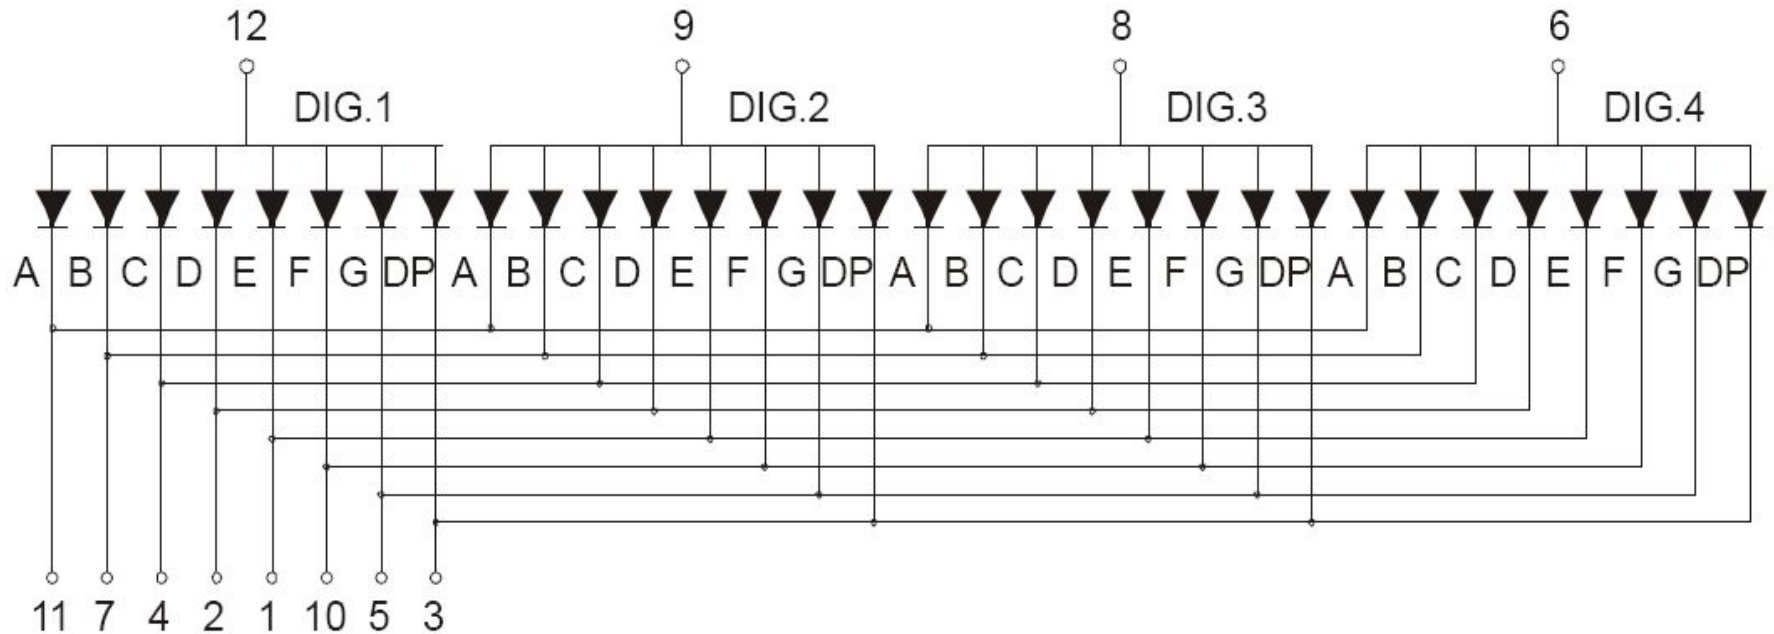 12 9 8 6
DIG.1 DIG.2 DIG.3 DIG.4
A B C D E F G DP A B C D E F G DP A B C D E F G DP A B C D E F G DP
11 7 4 2 1 10 5 3